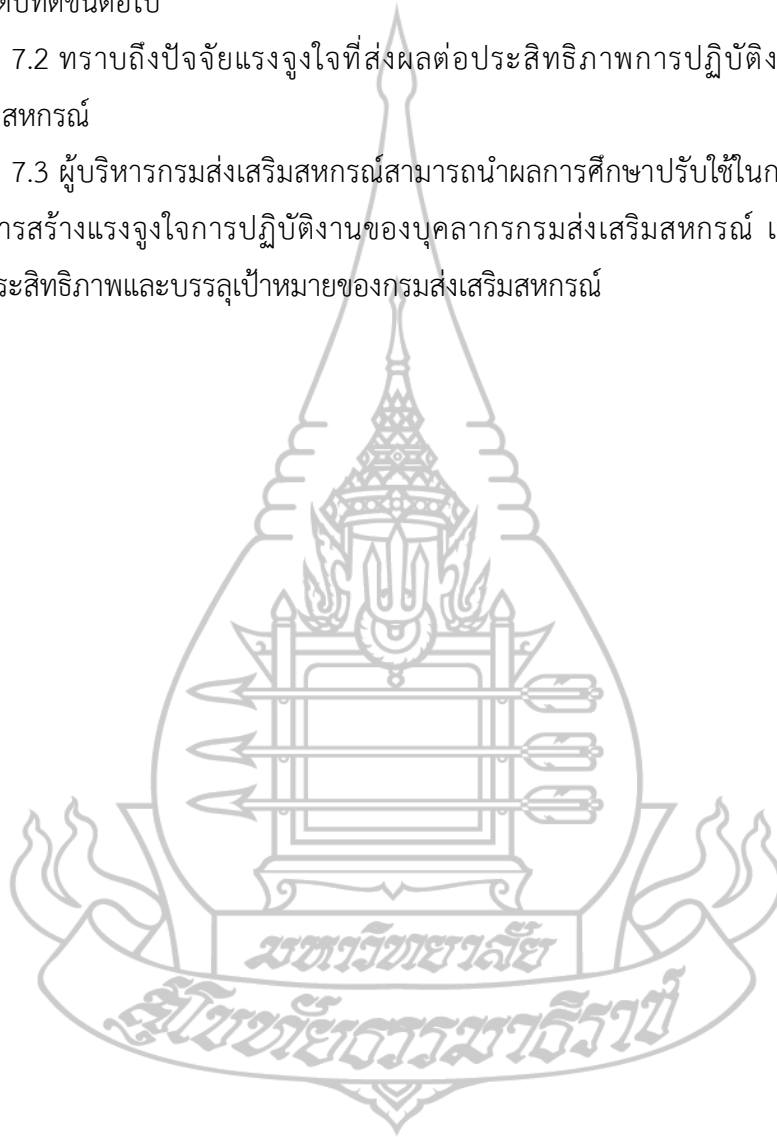 7.2 ทราบถึงปัจจัยแรงจูงใจที่ส่งผลต่อประสิทธิภาพการปฏิบัติง
สหกรณ์
7.3 ผู้บริหารกรมส่งเสริมสหกรณ์สามารถนำผลการศึกษาปรับใช้ในก
ารสร้างแรงจูงใจการปฏิบัติงานของบุคลากรกรมส่งเสริมสหกรณ์ เ
ระสิทธิภาพและบรรลุเป้าหมายของกรมส่งเสริมสหกรณ์
มหาวิทยาลัย
สุโขทัยธรรมาธิราช